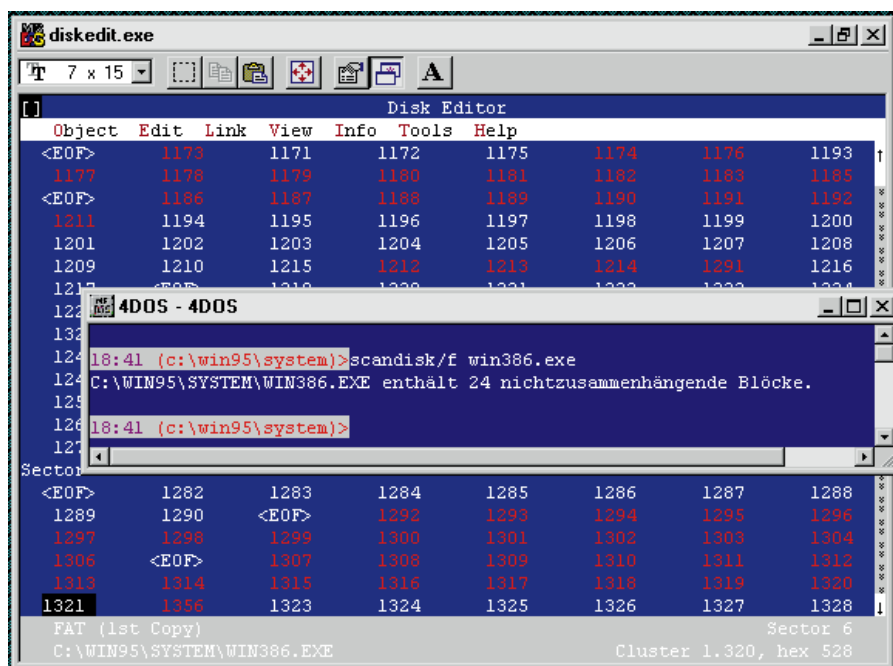 diskedit.exe
7 x 15 A
[ ] Disk Editor
Object Edit Link View Info Tools Help
<EOF> 1173 1171 1172 1175 1174 1176 1193
1177 1178 1179 1180 1181 1182 1183 1185
<EOF> 1186 1187 1188 1189 1190 1191 1192
1211 1194 1195 1196 1197 1198 1199 1200
1201 1202 1203 1204 1205 1206 1207 1208
1209 1210 1215 1212 1213 1214 1291 1216
4DOS - 4DOS
18:41 (c:\win95\system)>scandisk/f win386.exe
C:\WIN95\SYSTEM\WIN386.EXE enthält 24 nichtzusammenhängende Blöcke.
18:41 (c:\win95\system)>
Sector
<EOF> 1282 1283 1284 1285 1286 1287 1288
1289 1290 <EOF> 1292 1293 1294 1295 1296
1297 1298 1299 1300 1301 1302 1303 1304
1306 <EOF> 1307 1308 1309 1310 1311 1312
1313 1314 1315 1316 1317 1318 1319 1320
1321 1356 1323 1324 1325 1326 1327 1328
FAT (1st Copy) Sector 6
C:\WIN95\SYSTEM\WIN386.EXE Cluster 1.320, hex 528